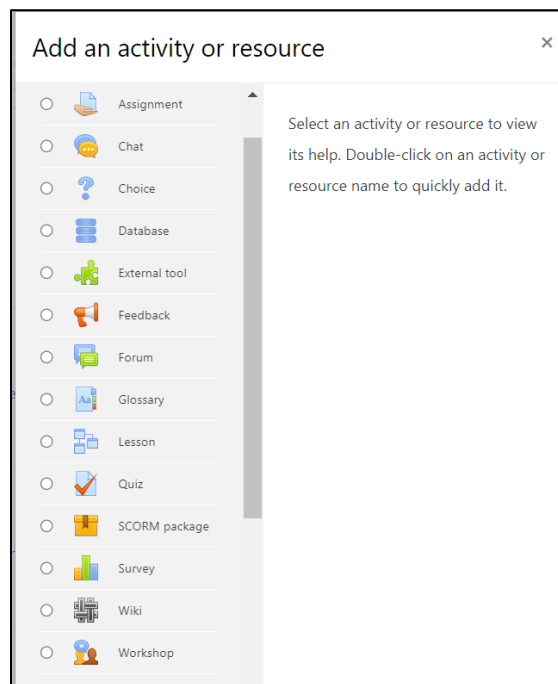 Add an activity or resource
×
Assignment
Chat
Choice
Database
External tool
Feedback
Forum
Aa
Glossary
Lesson
Quiz
SCORM package
Survey
Wiki
Workshop
Select an activity or resource to view
its help. Double-click on an activity or
resource name to quickly add it.